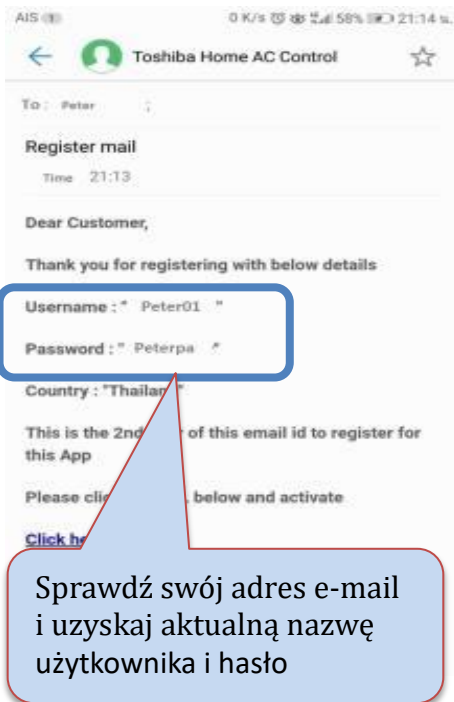 AIS 0 K/s 58% 21:14 น.
Toshiba Home AC Control
To: Peter ;
Register mail
Time 21:13
Dear Customer,
Thank you for registering with below details
Username : " Peter01 "
Password : " Peterpa "
Country : "Thailan "
This is the 2nd of this email id to register for
this App
Please cli below and activate
Click he
Sprawdź swój adres e-mail
i uzyskaj aktualną nazwę
użytkownika i hasło